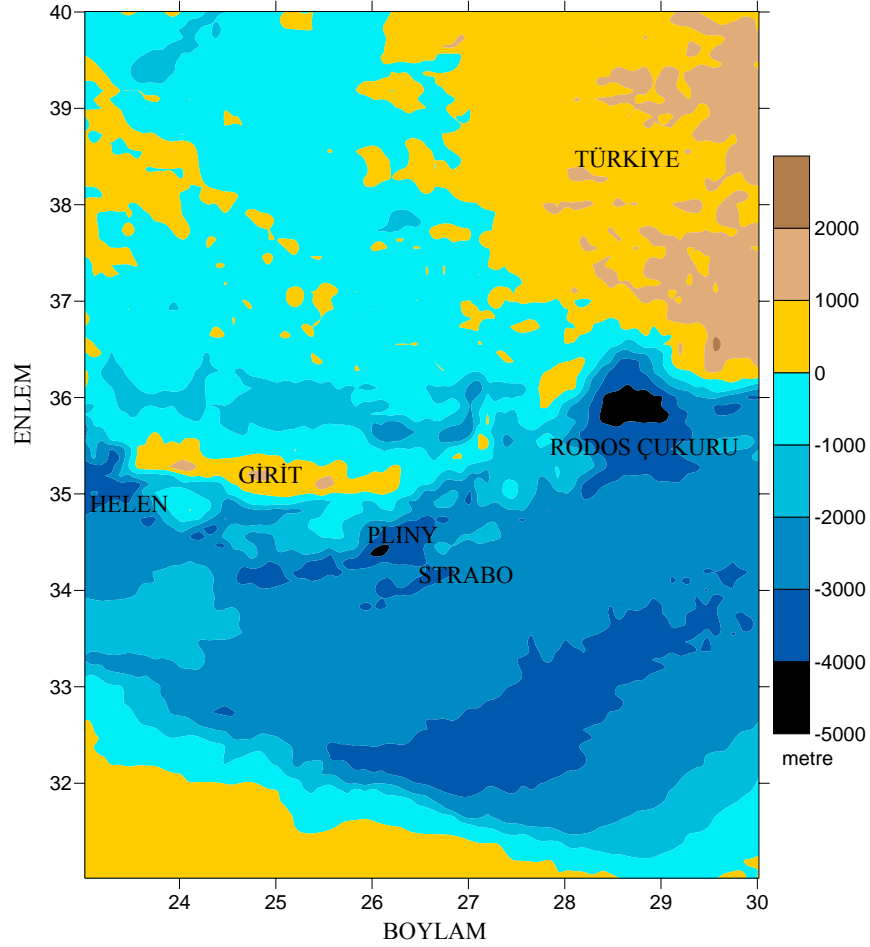 40
39
38
37
36
35
34
33
32
ENLEM
24
25
26
27
28
29
30
BOYLAM
TÜRKİYE
RODOS ÇUKURU
GİRİT
HELEN
PLINY
STRABO
2000
1000
0
-1000
-2000
-3000
-4000
-5000
metre